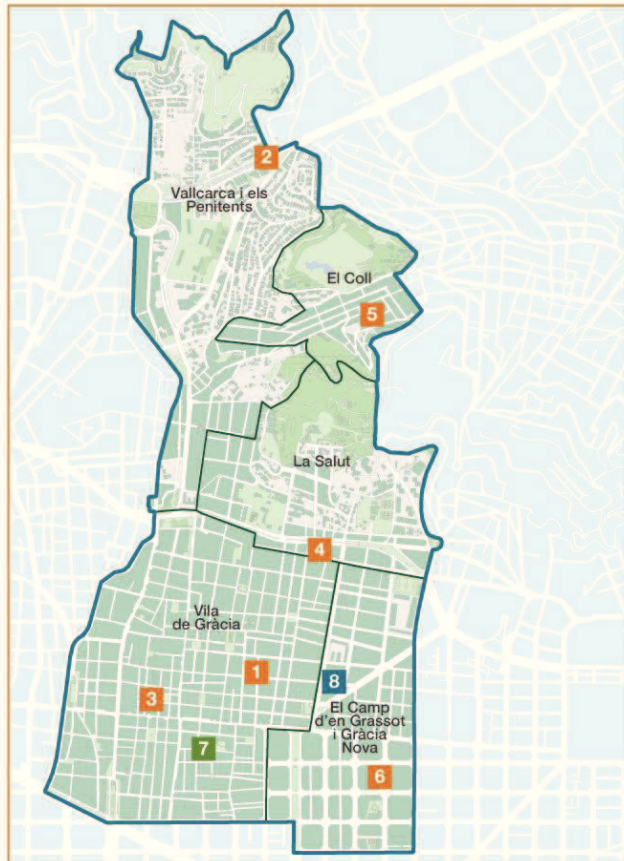 2
Vallcarca i els
Penitents
El Coll
5
La Salut
4
Vila
de Gràcia
1
8
3
El Camp
d'en Grassot
i Gràcia
Nova
7
6